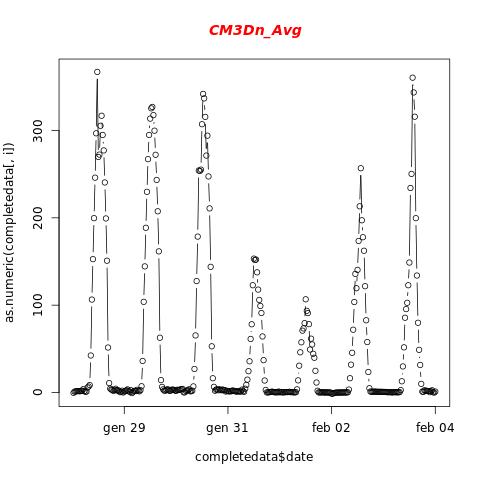 CM3Dn_Avg
as.numeric(completedata[, i])
300
200
100
0
gen 29
gen 31
feb 02
feb 04
completedata$date